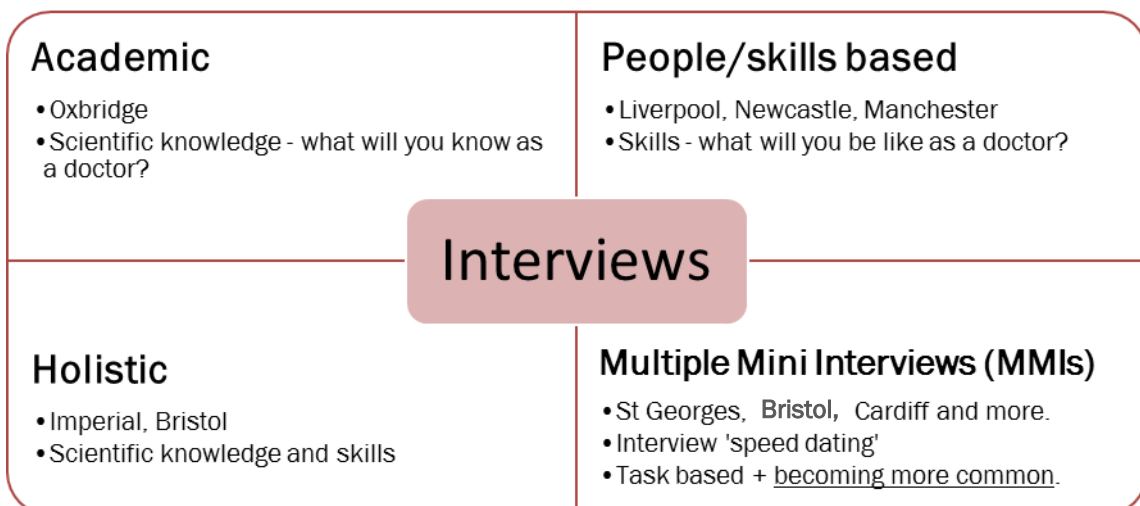 Academic
•Oxbridge
•Scientific knowledge - what will you know as
a doctor?
People/skills based
•Liverpool, Newcastle, Manchester
•Skills - what will you be like as a doctor?
Interviews
Holistic
•Imperial, Bristol
•Scientific knowledge and skills
Multiple Mini Interviews (MMIs)
•St Georges, Bristol, Cardiff and more.
•Interview 'speed dating'
•Task based + becoming more common.